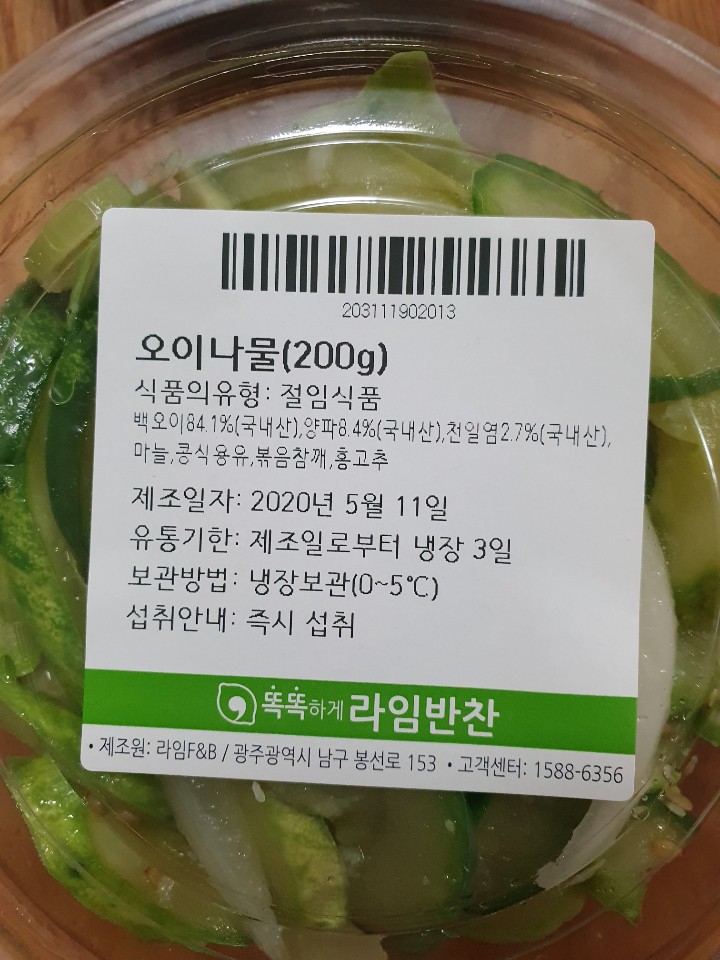 203111902013
오이나물(200g)
식품의유형: 절임식품
백오이84.1%(국내산),양파8.4%(국내산),천일염2.7%(국내산),
마늘,콩식용유,볶음참깨,홍고추
제조일자: 2020년 5월 11일
유통기한: 제조일로부터 냉장 3일
보관방법: 냉장보관(0~5℃)
섭취안내: 즉시 섭취
똑똑하게 라임반찬
• 제조원: 라임F&B / 광주광역시 남구 봉선로 153 • 고객센터: 1588-6356